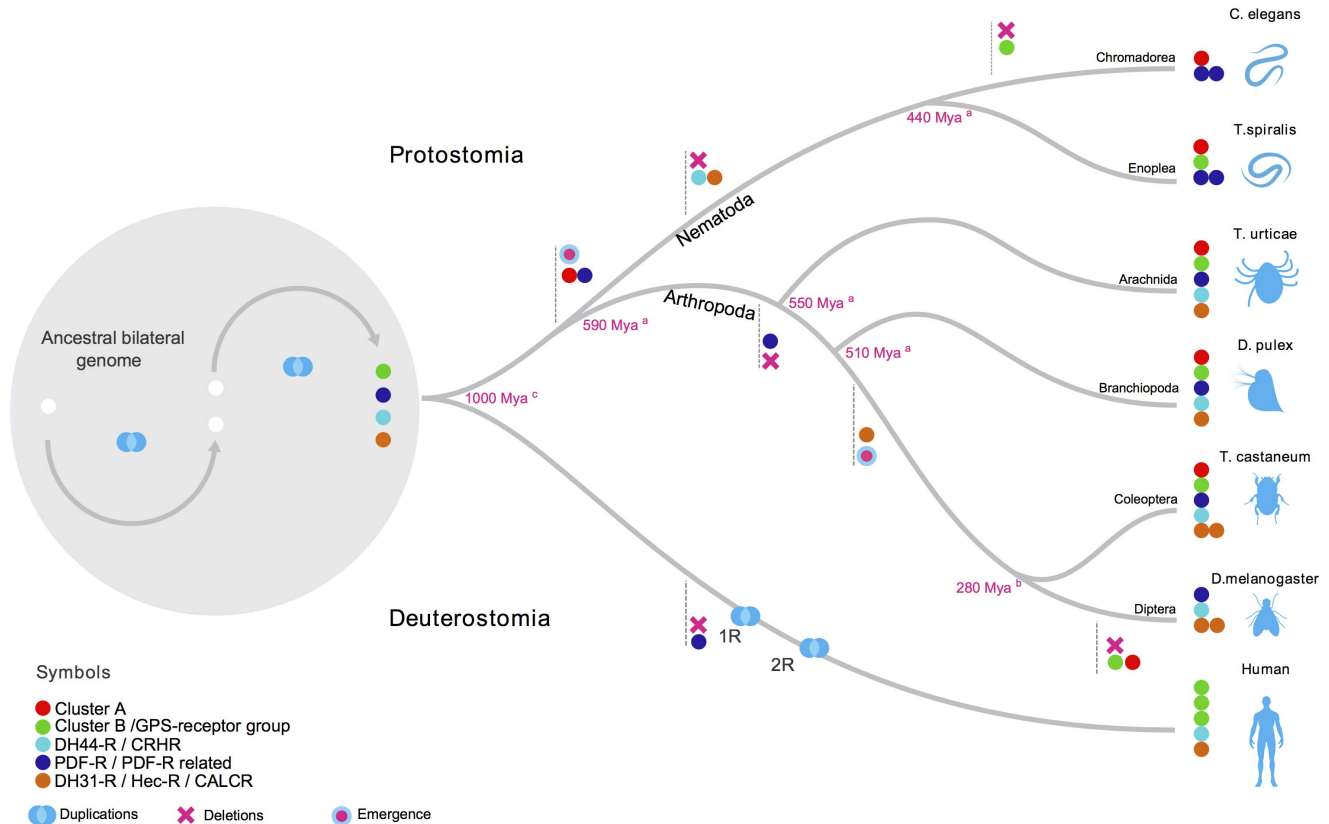 C. elegans
Chromadorea
440 Mya a
T.spiralis
Protostomia
Enoplea
Nematoda
T. urticae
Arachnida
Arthropoda
550 Mya a
590 Mya a
Ancestral bilateral
genome
510 Mya a
D. pulex
Branchiopoda
1000 Mya c
T. castaneum
Coleoptera
280 Mya b
D.melanogaster
Diptera
Deuterostomia
1R
2R
Human
Symbols
Cluster A
Cluster B /GPS-receptor group
DH44-R / CRHR
PDF-R / PDF-R related
DH31-R / Hec-R / CALCR
Duplications
Deletions
Emergence